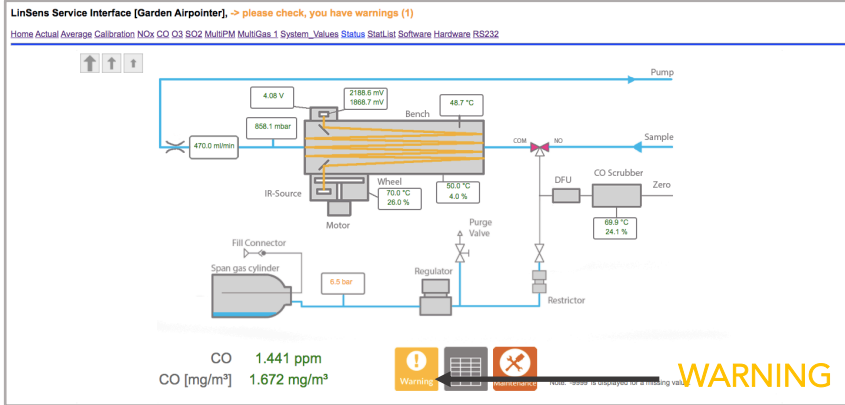 LinSens Service Interface [Garden Airpointer], -> please check, you have warnings (1)
Home Actual Average Calibration NOx CO O3 SO2 MultiPM MultiGas 1 System_Values Status StatList Software Hardware RS232
Pump
4.08 V
2188.6 mV
1868.7 mV
48.7 °C
Bench
858.1 mbar
470.0 ml/min
COM
NO
Sample
DFU
CO Scrubber
Zero
IR-Source
Wheel
70.0 °C
26.0 %
50.0 °C
4.0 %
Motor
69.9 °C
24.1 %
Purge
Valve
Fill Connector
Span gas cylinder
6.5 bar
Regulator
Restrictor
CO 1.441 ppm
CO [mg/m³] 1.672 mg/m³
Warning
Maintenance
Note: -9999 is displayed for a missing value
WARNING